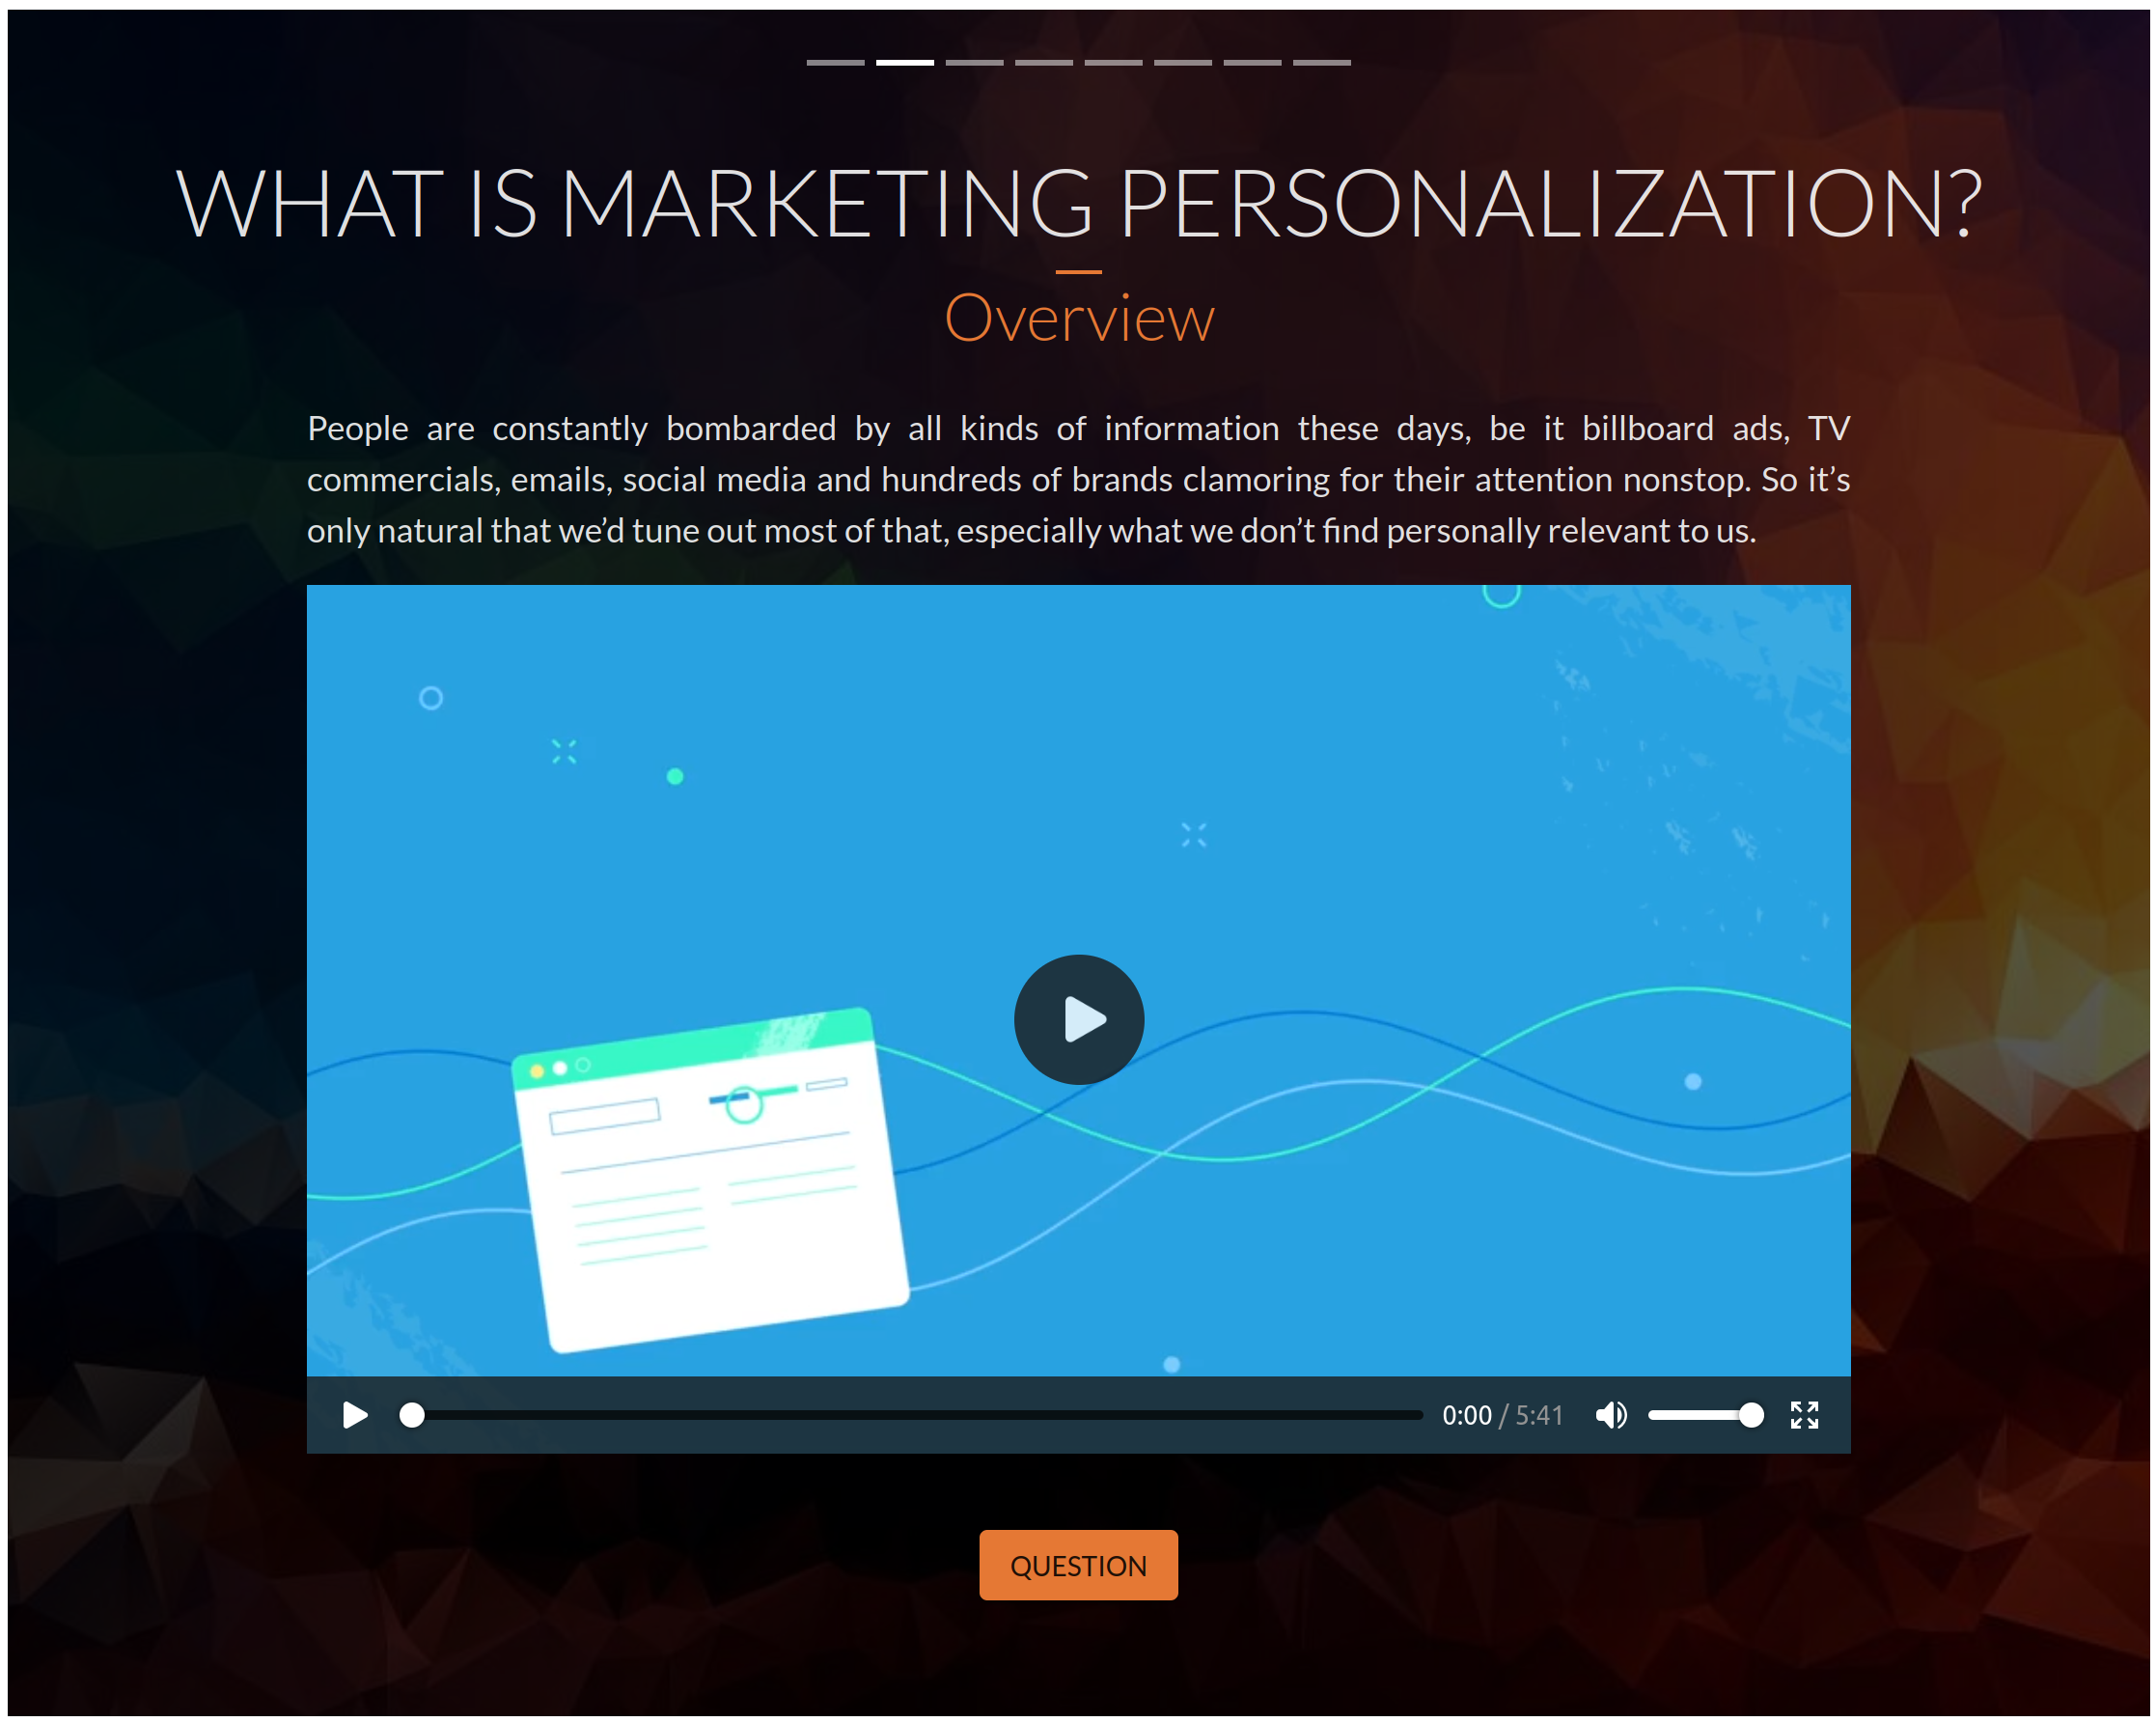 WHAT IS MARKETING PERSONALIZATION?
Overview
People are constantly bombarded by all kinds of information these days, be it billboard ads, TV
commercials, emails, social media and hundreds of brands clamoring for their attention nonstop. So it’s
only natural that we’d tune out most of that, especially what we don’t find personally relevant to us.
0:00 / 5:41
QUESTION